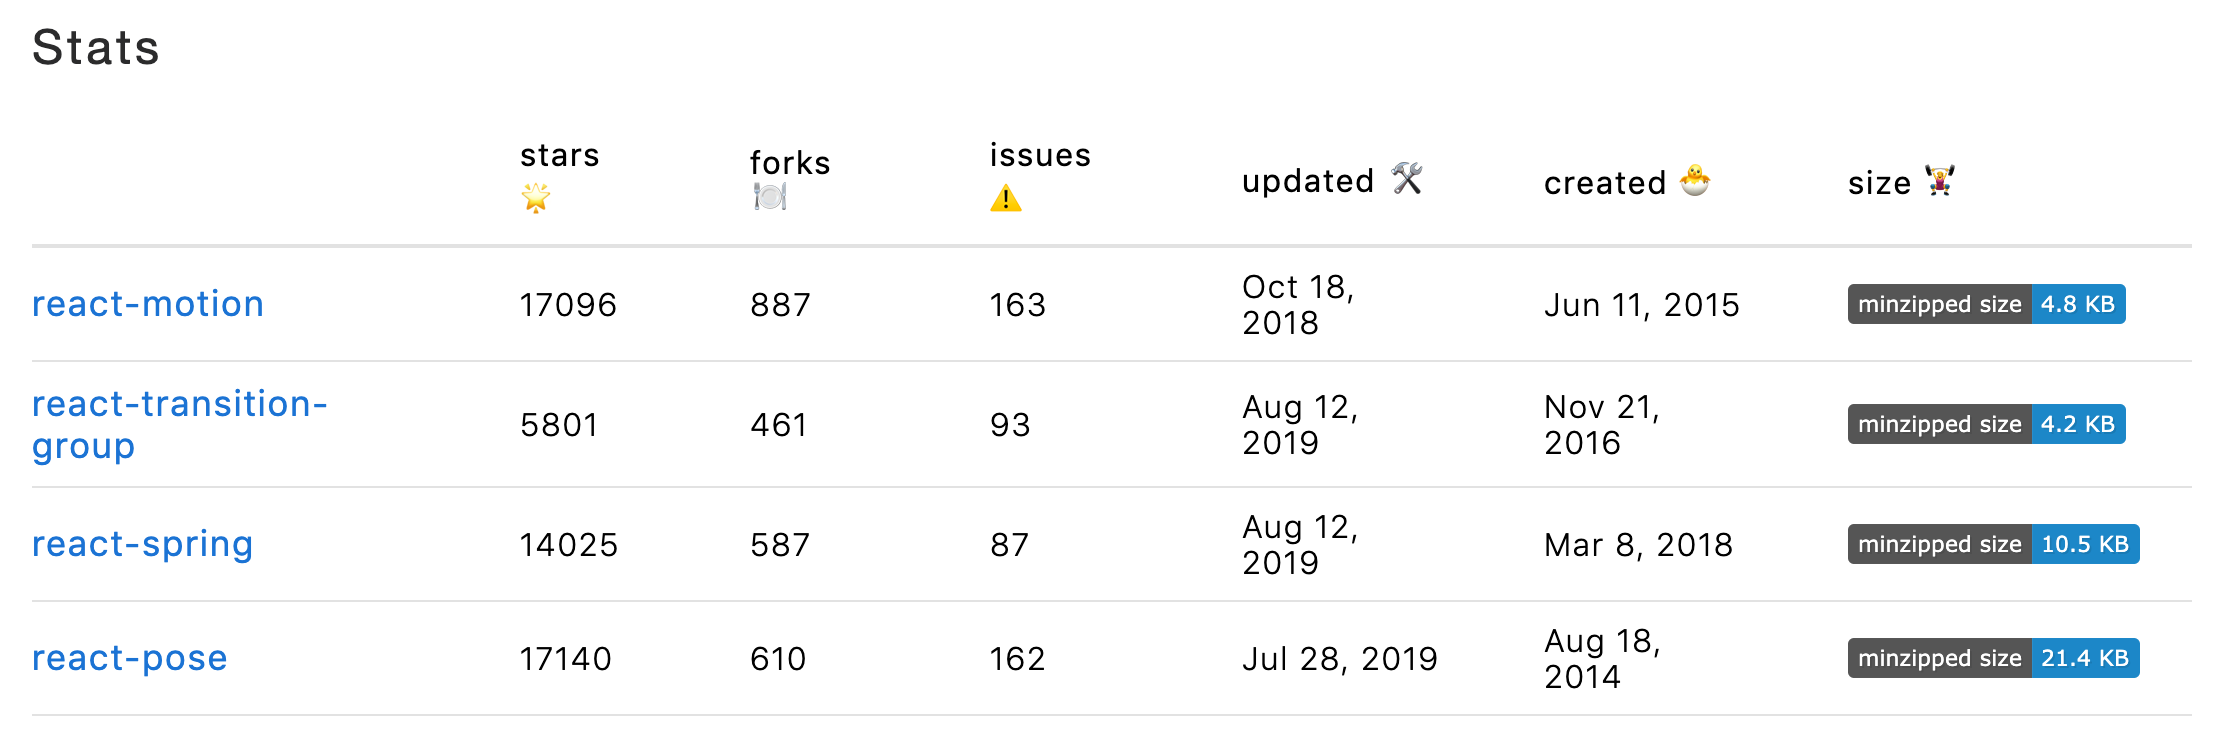 Stats
stars 🌟 forks 🍽 issues ⚠️ updated 🛠 created 🐣 size 🏋️‍♀️
react-motion 17096 887 163 Oct 18, 2018 Jun 11, 2015 minzipped size 4.8 KB
react-transition-group 5801 461 93 Aug 12, 2019 Nov 21, 2016 minzipped size 4.2 KB
react-spring 14025 587 87 Aug 12, 2019 Mar 8, 2018 minzipped size 10.5 KB
react-pose 17140 610 162 Jul 28, 2019 Aug 18, 2014 minzipped size 21.4 KB